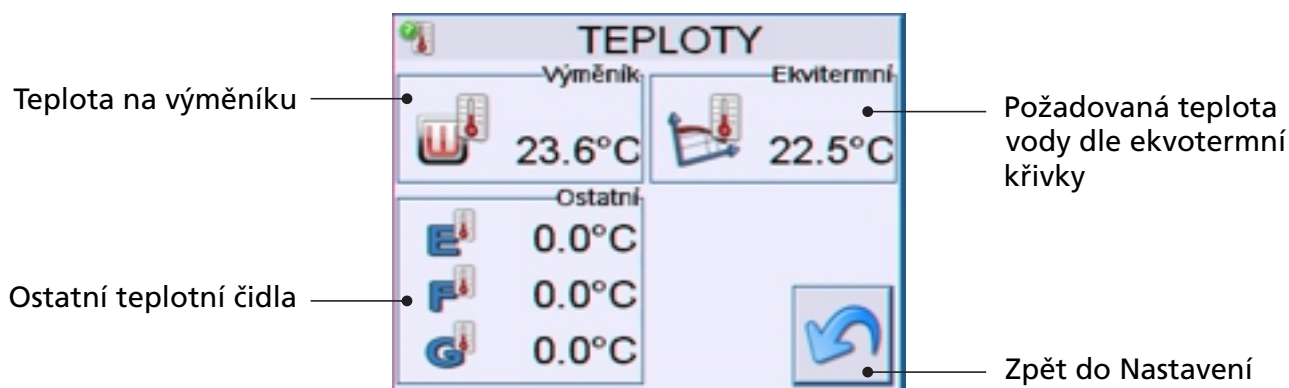 TEPLOTY
Výměník
Ekvitermní
Teplota na výměníku
23.6°C
22.5°C
Požadovaná teplota
vody dle ekvotermní
křivky
Ostatní
E 0.0°C
F 0.0°C
G 0.0°C
Ostatní teplotní čidla
Zpět do Nastavení